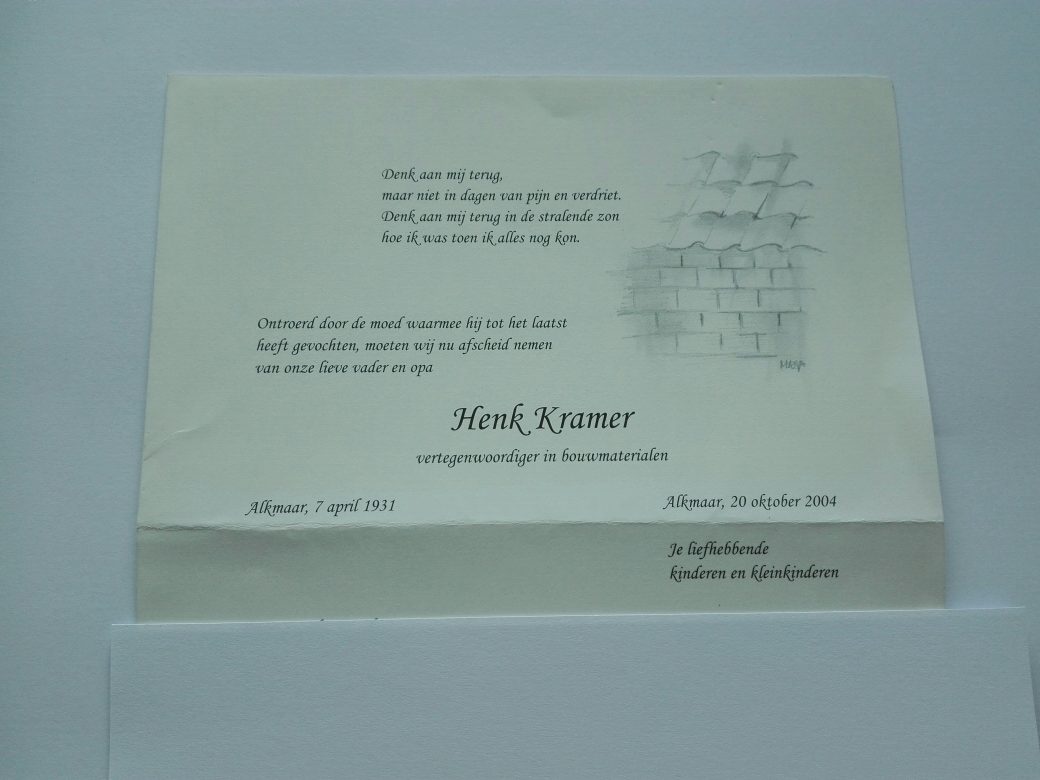 Denk aan mij terug,
maar niet in dagen van pijn en verdriet.
Denk aan mij terug in de stralende zon
hoe ik was toen ik alles nog kon.
Ontroerd door de moed waarmee hij tot het laatst
heeft gevochten, moeten wij nu afscheid nemen
van onze lieve vader en opa
Henk Kramer
vertegenwoordiger in bouwmaterialen
Alkmaar, 7 april 1931
Alkmaar, 20 oktober 2004
Je liefhebbende
kinderen en kleinkinderen